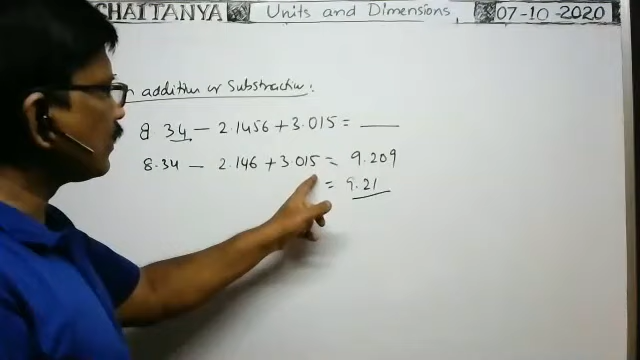 CHAITANYA Units and Dimensions 07-10-2020
addition or Substraction:
8.34 – 2.1456 + 3.015 =
8.34 – 2.146 + 3.015 = 9.209
= 9.21